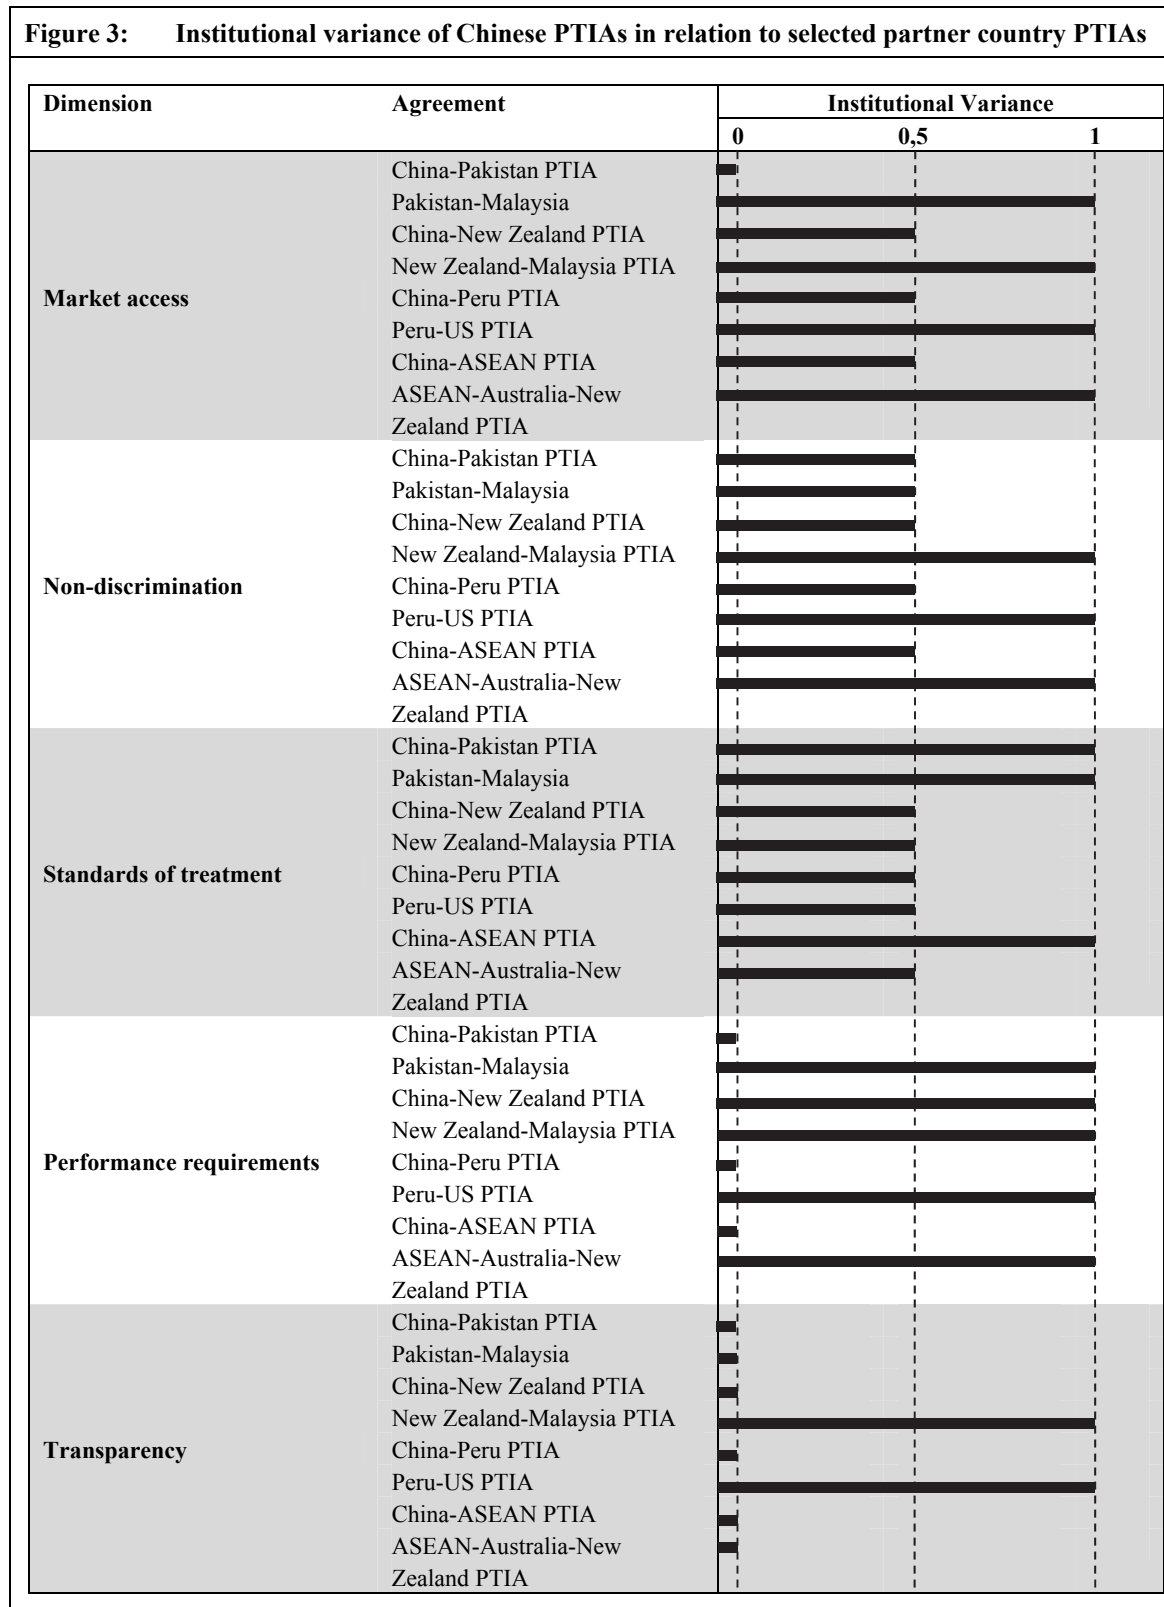 Figure 3: Institutional variance of Chinese PTIAs in relation to selected partner country PTIAs
Dimension Agreement Institutional Variance
0 0,5 1
China-Pakistan PTIA
Pakistan-Malaysia
China-New Zealand PTIA
New Zealand-Malaysia PTIA
Market access China-Peru PTIA
Peru-US PTIA
China-ASEAN PTIA
ASEAN-Australia-New
Zealand PTIA
China-Pakistan PTIA
Pakistan-Malaysia
China-New Zealand PTIA
New Zealand-Malaysia PTIA
Non-discrimination China-Peru PTIA
Peru-US PTIA
China-ASEAN PTIA
ASEAN-Australia-New
Zealand PTIA
China-Pakistan PTIA
Pakistan-Malaysia
China-New Zealand PTIA
New Zealand-Malaysia PTIA
Standards of treatment China-Peru PTIA
Peru-US PTIA
China-ASEAN PTIA
ASEAN-Australia-New
Zealand PTIA
China-Pakistan PTIA
Pakistan-Malaysia
China-New Zealand PTIA
New Zealand-Malaysia PTIA
Performance requirements China-Peru PTIA
Peru-US PTIA
China-ASEAN PTIA
ASEAN-Australia-New
Zealand PTIA
China-Pakistan PTIA
Pakistan-Malaysia
China-New Zealand PTIA
New Zealand-Malaysia PTIA
Transparency China-Peru PTIA
Peru-US PTIA
China-ASEAN PTIA
ASEAN-Australia-New
Zealand PTIA